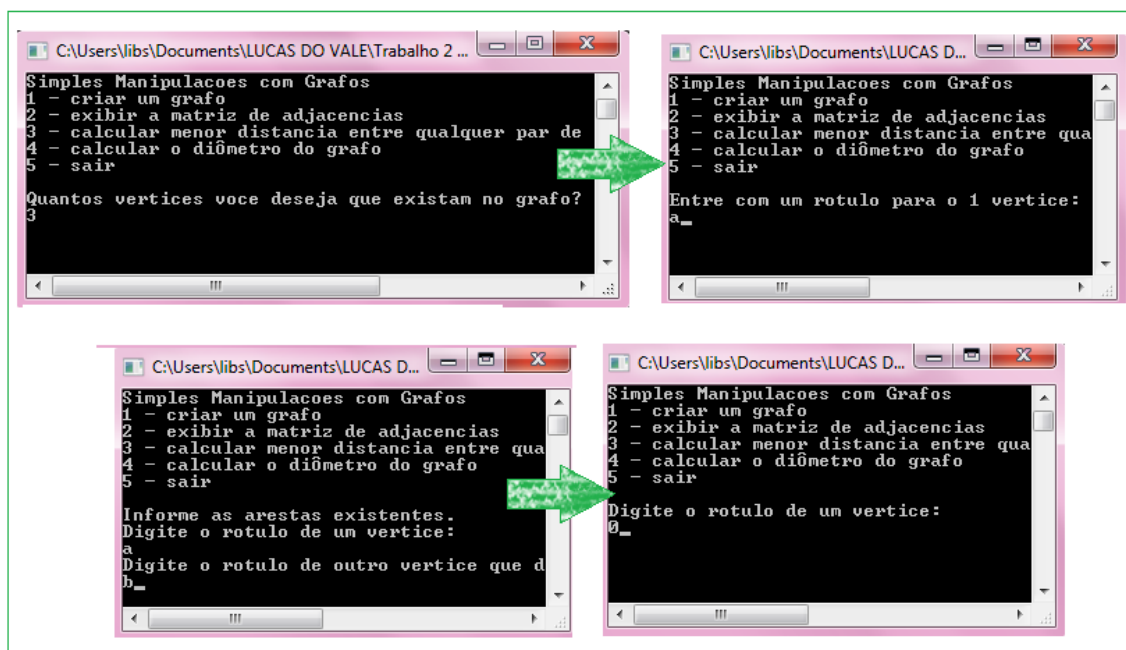 C:\Users\libs\Documents\LUCAS DO VALE\Trabalho 2 ...
Simples Manipulacoes com Grafos
1 - criar um grafo
2 - exibir a matriz de adjacencias
3 - calcular menor distancia entre qualquer par de
4 - calcular o diômetro do grafo
5 - sair
Quantos vertices voce deseja que existam no grafo?
3
C:\Users\libs\Documents\LUCAS D...
Simples Manipulacoes com Grafos
1 - criar um grafo
2 - exibir a matriz de adjacencias
3 - calcular menor distancia entre qua
4 - calcular o diômetro do grafo
5 - sair
Entre com um rotulo para o 1 vertice:
a_
C:\Users\libs\Documents\LUCAS D...
Simples Manipulacoes com Grafos
1 - criar um grafo
2 - exibir a matriz de adjacencias
3 - calcular menor distancia entre qua
4 - calcular o diômetro do grafo
5 - sair
Informe as arestas existentes.
Digite o rotulo de um vertice:
a
Digite o rotulo de outro vertice que d
b_
C:\Users\libs\Documents\LUCAS D...
Simples Manipulacoes com Grafos
1 - criar um grafo
2 - exibir a matriz de adjacencias
3 - calcular menor distancia entre qua
4 - calcular o diômetro do grafo
5 - sair
Digite o rotulo de um vertice:
0_